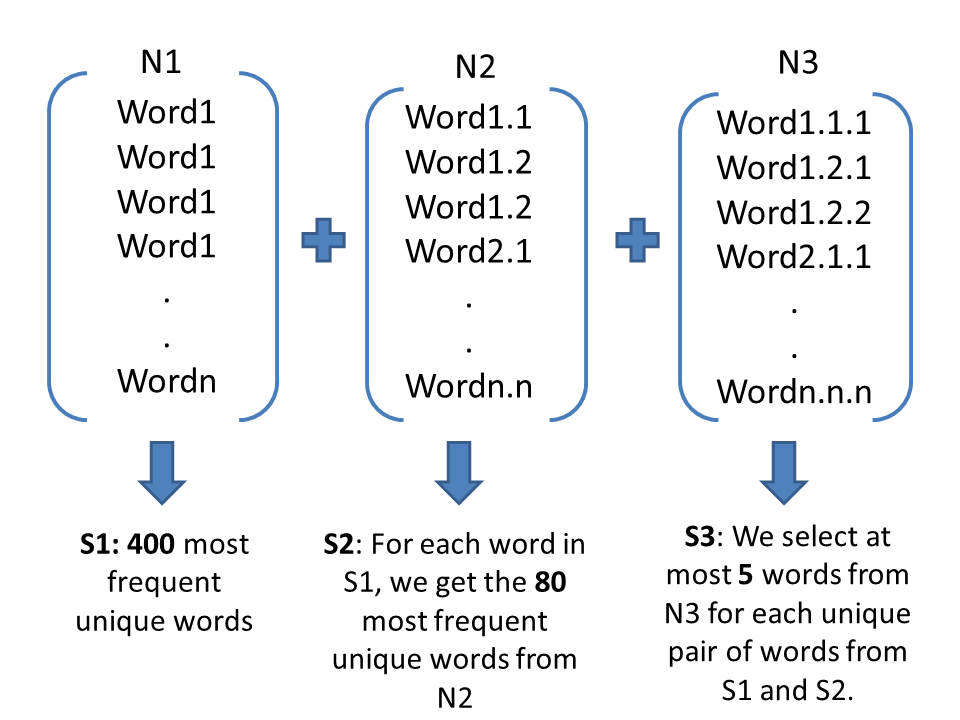 N1
Word1
Word1
Word1
Word1
.
.
Wordn
N2
Word1.1
Word1.2
Word1.2
Word2.1
.
.
Wordn.n
N3
Word1.1.1
Word1.2.1
Word1.2.2
Word2.1.1
.
.
Wordn.n.n
S1: 400 most
frequent
unique words
S2: For each word in
S1, we get the 80
most frequent
unique words from
N2
S3: We select at
most 5 words from
N3 for each unique
pair of words from
S1 and S2.